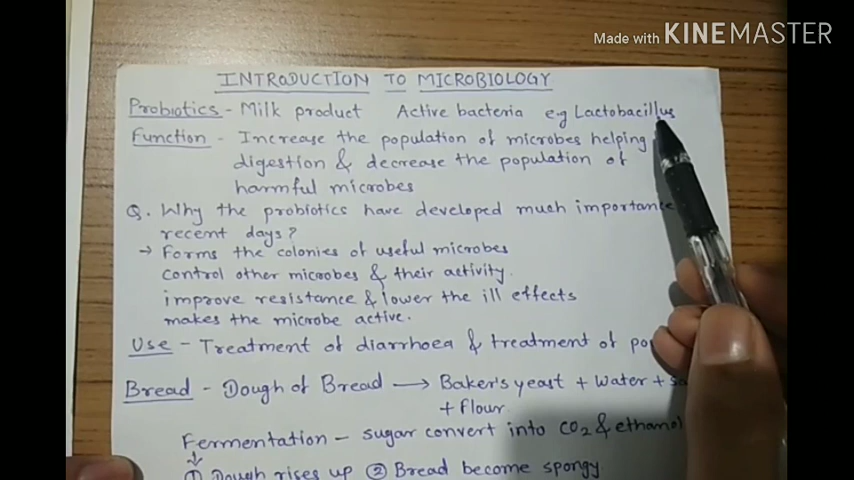 Made with KINEMASTER
INTRODUCTION TO MICROBIOLOGY
Probiotics - Milk product Active bacteria e.g Lactobacillus
Function - Increase the population of microbes helping
digestion & decrease the population of
harmful microbes
Q. Why the probiotics have developed much importance
recent days?
→ Forms the colonies of useful microbes
control other microbes & their activity.
improve resistance & lower the ill effects
makes the microbe active.
Use - Treatment of diarrhoea & treatment of
Bread - Dough of Bread ⟶ Baker's yeast + Water +
+ flour
Fermentation - sugar convert into CO2 & ethanol
↓
① Dough rises up ② Bread become spongy